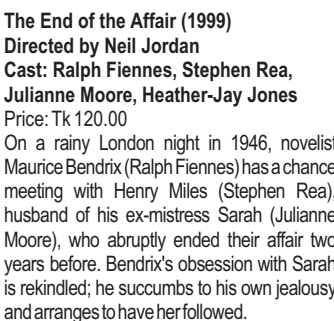 The End of the Affair (1999)
Directed by Neil Jordan
Cast: Ralph Fiennes, Stephen Rea,
Julianne Moore, Heather-Jay Jones
Price: Tk 120.00
On a rainy London night in 1946, novelist
Maurice Bendrix (Ralph Fiennes) has a chance
meeting with Henry Miles (Stephen Rea),
husband of his ex-mistress Sarah (Julianne
Moore), who abruptly ended their affair two
years before. Bendrix's obsession with Sarah
is rekindled; he succumbs to his own jealousy
and arranges to have her followed.